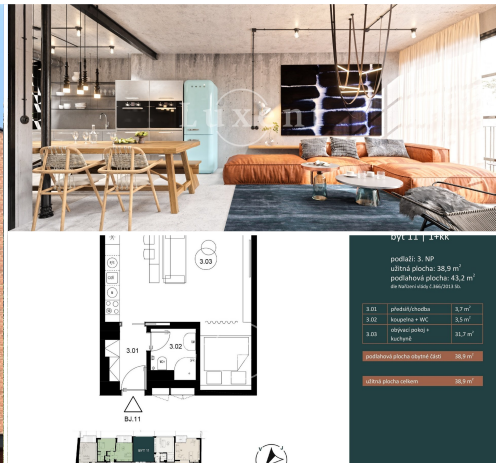 Luxen
byt 11 | 1+kk
podlaží: 3. NP
užitná plocha: 38,9 m²
podlahová plocha: 43,2 m²
dle Nařízení vlády č.366/2013 Sb.
3.01 předsíň/chodba 3,7 m²
3.02 koupelna + WC 3,5 m²
3.03 obývací pokoj + kuchyně 31,7 m²
podlahová plocha obytné části 38,9 m²
užitná plocha celkem 38,9 m²
3.03
3.01
3.02
BJ.11
BYT 11